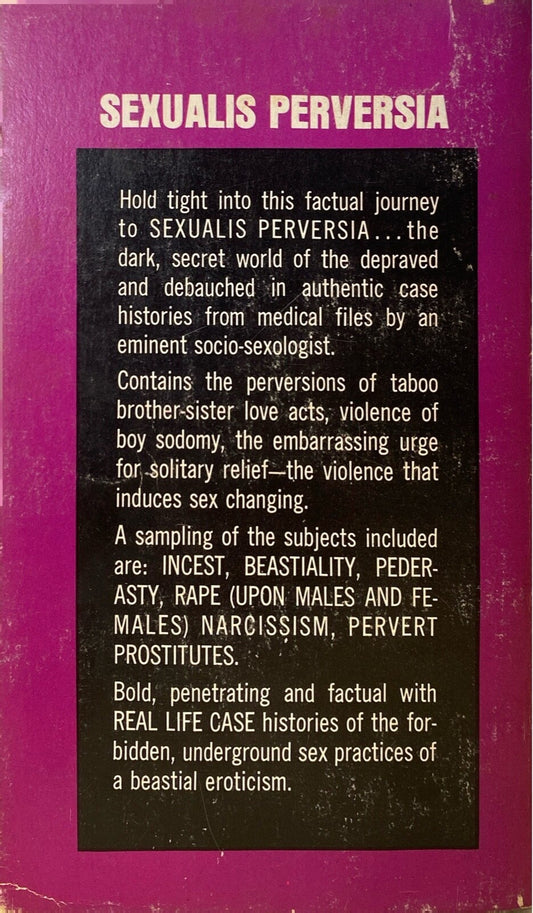 SEXUALIS PERVERSIA
Hold tight into this factual journey
to SEXUALIS PERVERSIA...the
dark, secret world of the depraved
and debauched in authentic case
histories from medical files by an
eminent socio-sexologist.
Contains the perversions of taboo
brother-sister love acts, violence of
boy sodomy, the embarrassing urge
for solitary relief—the violence that
induces sex changing.
A sampling of the subjects included
are: INCEST, BEASTIALITY, PEDER-
ASTY, RAPE (UPON MALES AND FE-
MALES) NARCISSISM, PERVERT
PROSTITUTES.
Bold, penetrating and factual with
REAL LIFE CASE histories of the for-
bidden, underground sex practices of
a beastial eroticism.